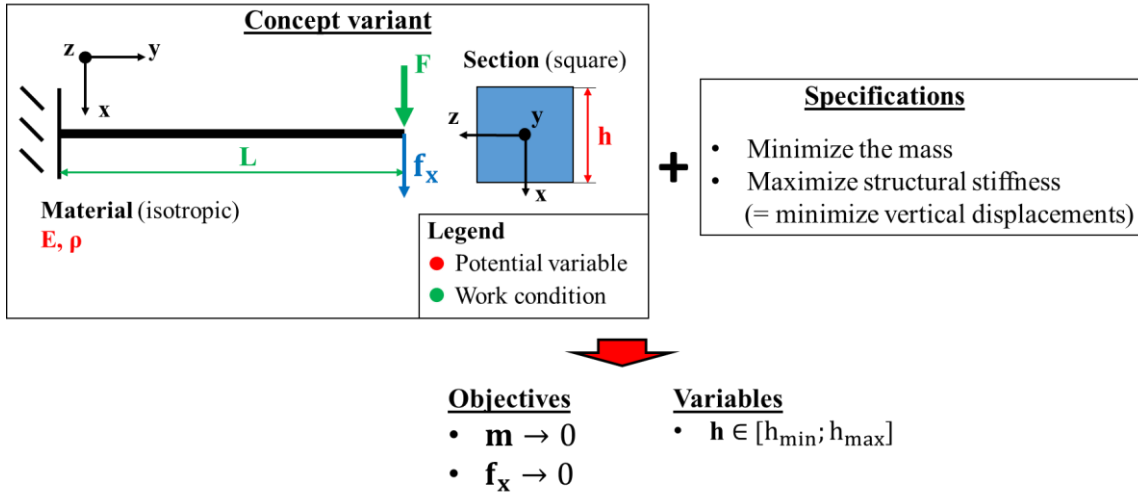 Concept variant
z
y
x
F
L
f_x
Material (isotropic)
E, ρ
Section (square)
z
y
x
h
Legend
● Potential variable
● Work condition
+
Specifications
• Minimize the mass
• Maximize structural stiffness
(= minimize vertical displacements)
Objectives
• m → 0
• f_x → 0
Variables
• h ∈ [h_min; h_max]